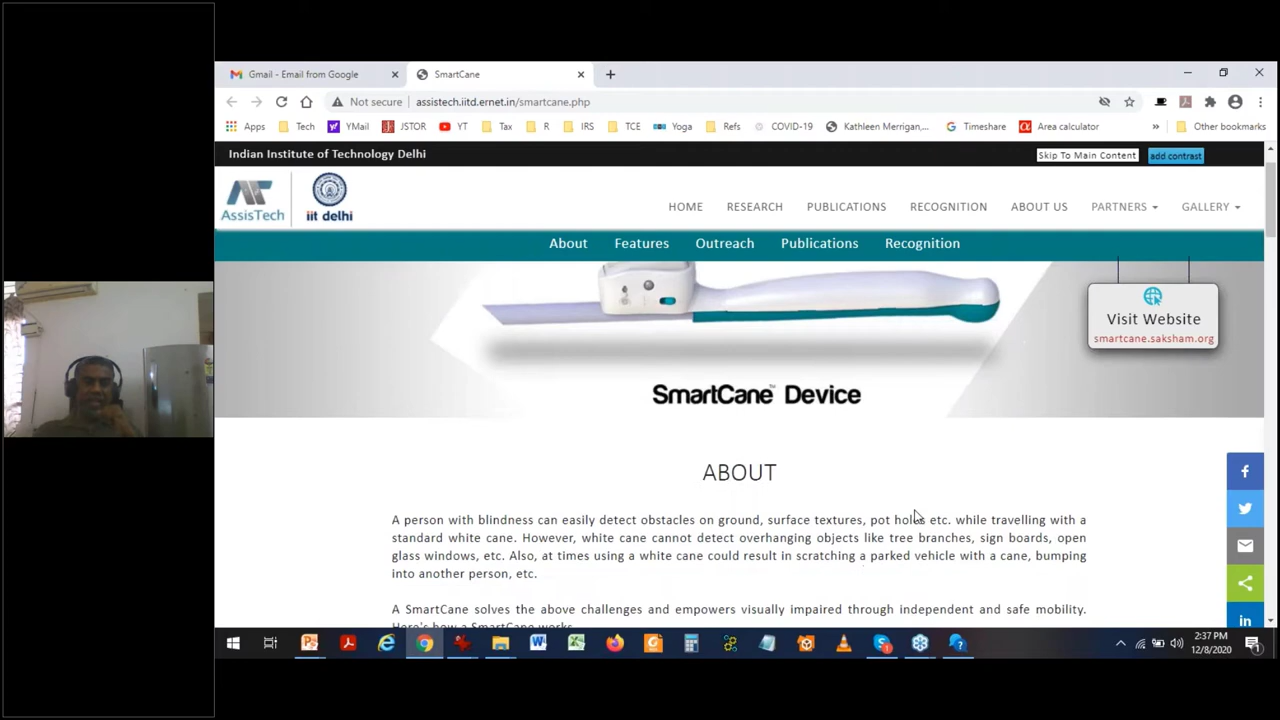 Gmail - Email from Google
SmartCane
Not secure
assistech.iitd.ernet.in/smartcane.php
Apps
Tech
YMail
JSTOR
YT
Tax
R
IRS
TCE
Yoga
Refs
COVID-19
Kathleen Merrigan,...
Timeshare
Area calculator
»
Other bookmarks
Indian Institute of Technology Delhi
Skip To Main Content
add contrast
AssisTech
iit delhi
HOME
RESEARCH
PUBLICATIONS
RECOGNITION
ABOUT US
PARTNERS
GALLERY
About
Features
Outreach
Publications
Recognition
Visit Website
smartcane.saksham.org
SmartCane™ Device
ABOUT
A person with blindness can easily detect obstacles on ground, surface textures, pot holes etc. while travelling with a
standard white cane. However, white cane cannot detect overhanging objects like tree branches, sign boards, open
glass windows, etc. Also, at times using a white cane could result in scratching a parked vehicle with a cane, bumping
into another person, etc.
A SmartCane solves the above challenges and empowers visually impaired through independent and safe mobility.
Here's how a SmartCane works
2:37 PM
12/8/2020